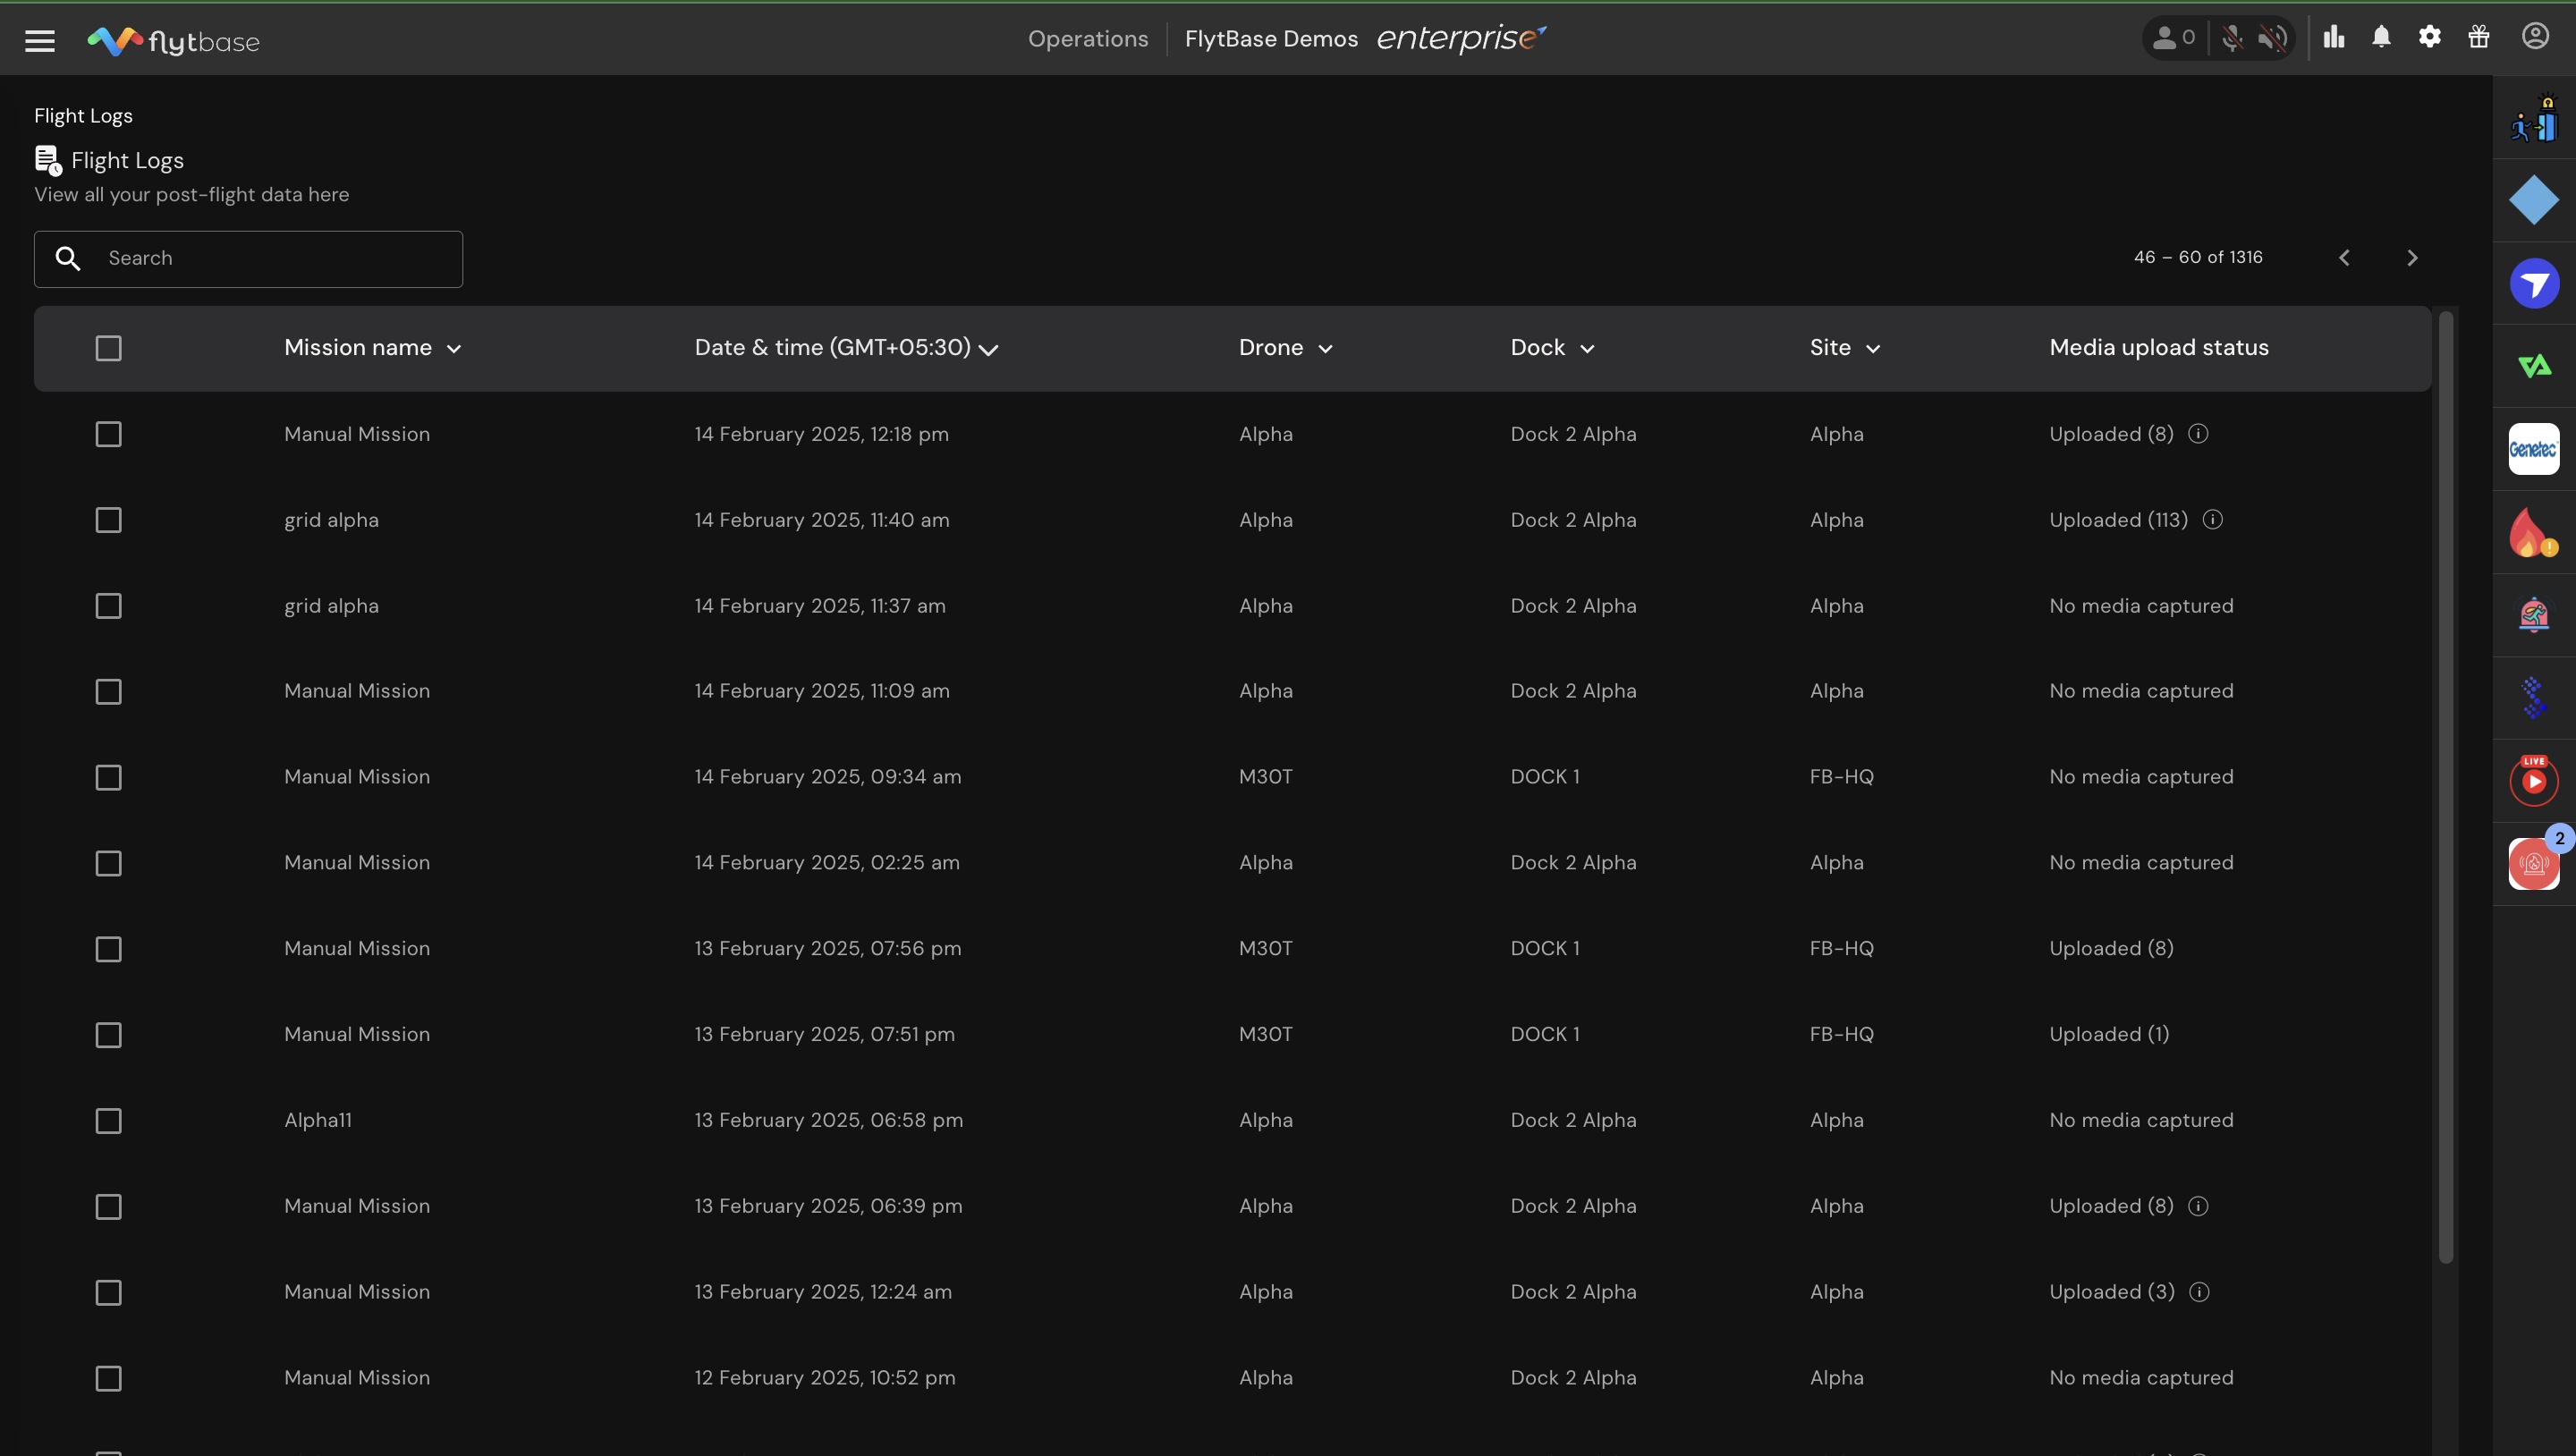 flytbase
Operations
FlytBase Demos enterprise
0
Flight Logs
Flight Logs
View all your post-flight data here
Search
46 – 60 of 1316
Mission name Date & time (GMT+05:30) Drone Dock Site Media upload status
Manual Mission 14 February 2025, 12:18 pm Alpha Dock 2 Alpha Alpha Uploaded (8)
grid alpha 14 February 2025, 11:40 am Alpha Dock 2 Alpha Alpha Uploaded (113)
grid alpha 14 February 2025, 11:37 am Alpha Dock 2 Alpha Alpha No media captured
Manual Mission 14 February 2025, 11:09 am Alpha Dock 2 Alpha Alpha No media captured
Manual Mission 14 February 2025, 09:34 am M30T DOCK 1 FB-HQ No media captured
Manual Mission 14 February 2025, 02:25 am Alpha Dock 2 Alpha Alpha No media captured
Manual Mission 13 February 2025, 07:56 pm M30T DOCK 1 FB-HQ Uploaded (8)
Manual Mission 13 February 2025, 07:51 pm M30T DOCK 1 FB-HQ Uploaded (1)
Alpha11 13 February 2025, 06:58 pm Alpha Dock 2 Alpha Alpha No media captured
Manual Mission 13 February 2025, 06:39 pm Alpha Dock 2 Alpha Alpha Uploaded (8)
Manual Mission 13 February 2025, 12:24 am Alpha Dock 2 Alpha Alpha Uploaded (3)
Manual Mission 12 February 2025, 10:52 pm Alpha Dock 2 Alpha Alpha No media captured
Genetec
LIVE
2